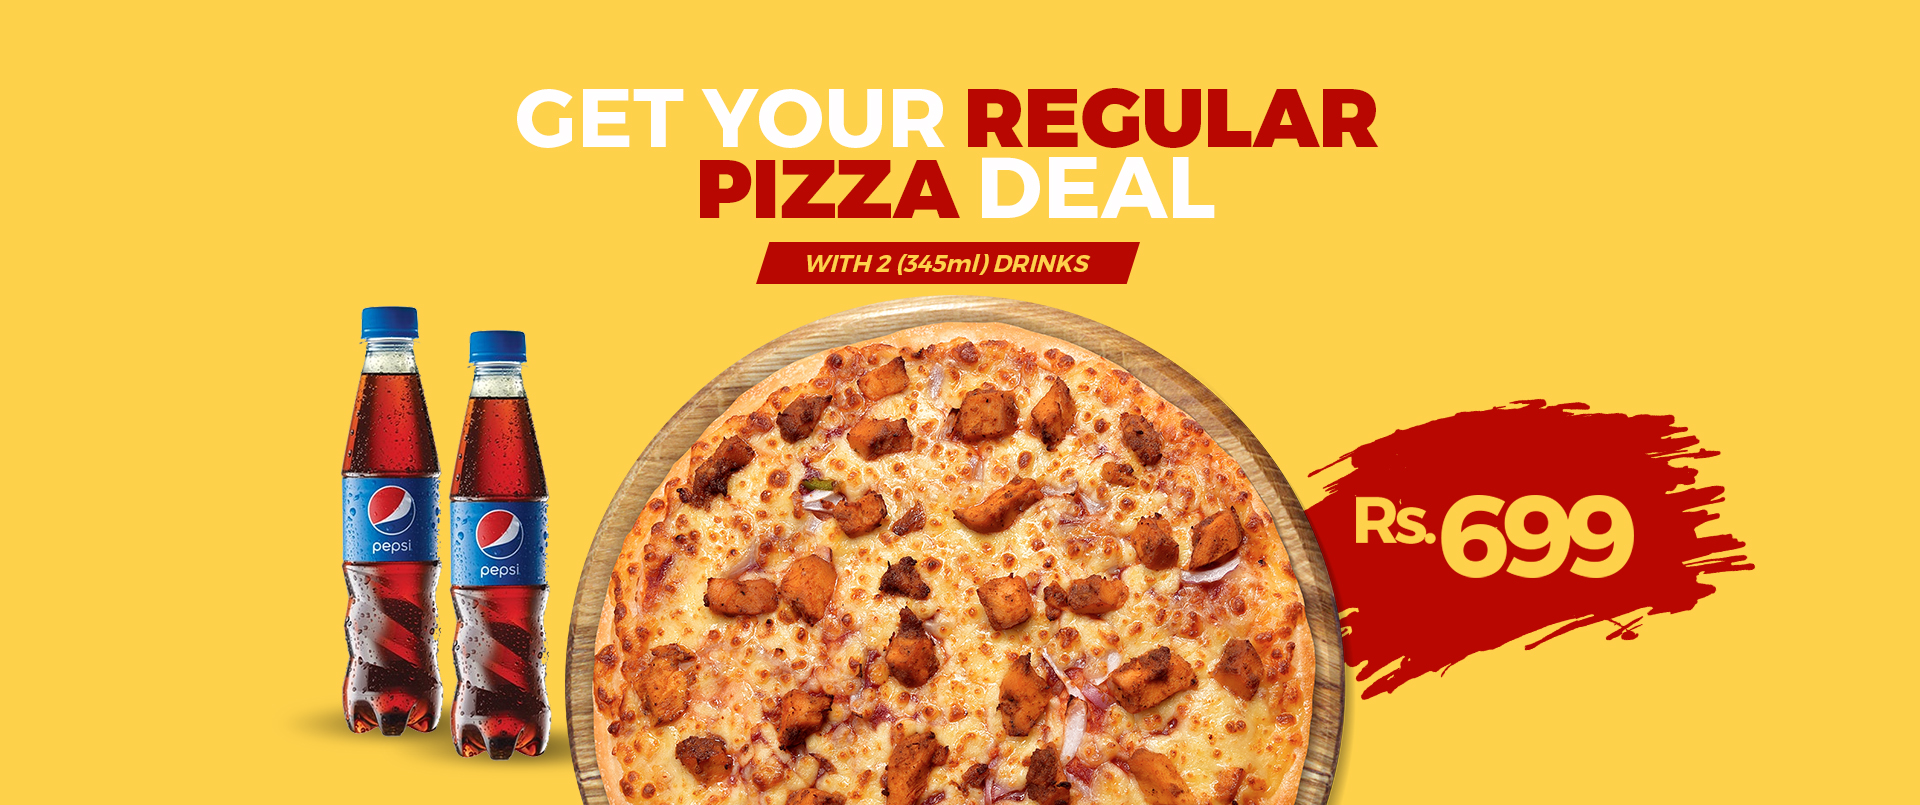 GET YOUR REGULAR
PIZZA DEAL
WITH 2 (345ml) DRINKS
pepsi
pepsi
Rs.699